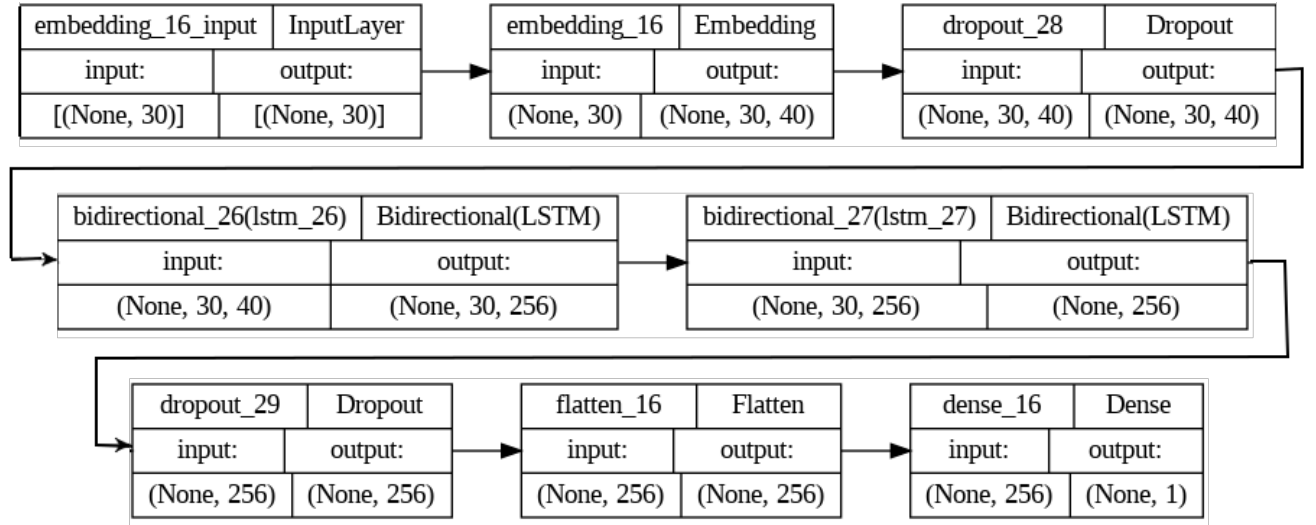 embedding_16_input InputLayer
input: output:
[(None, 30)] [(None, 30)]
embedding_16 Embedding
input: output:
(None, 30) (None, 30, 40)
dropout_28 Dropout
input: output:
(None, 30, 40) (None, 30, 40)
bidirectional_26(lstm_26) Bidirectional(LSTM)
input: output:
(None, 30, 40) (None, 30, 256)
bidirectional_27(lstm_27) Bidirectional(LSTM)
input: output:
(None, 30, 256) (None, 256)
dropout_29 Dropout
input: output:
(None, 256) (None, 256)
flatten_16 Flatten
input: output:
(None, 256) (None, 256)
dense_16 Dense
input: output:
(None, 256) (None, 1)